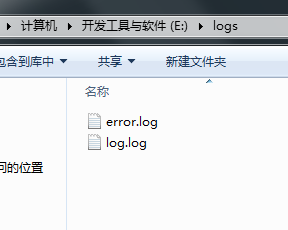 计算机 ▸ 开发工具与软件 (E:) ▸ logs
包含到库中 共享 新建文件夹
名称
error.log
log.log
问的位置